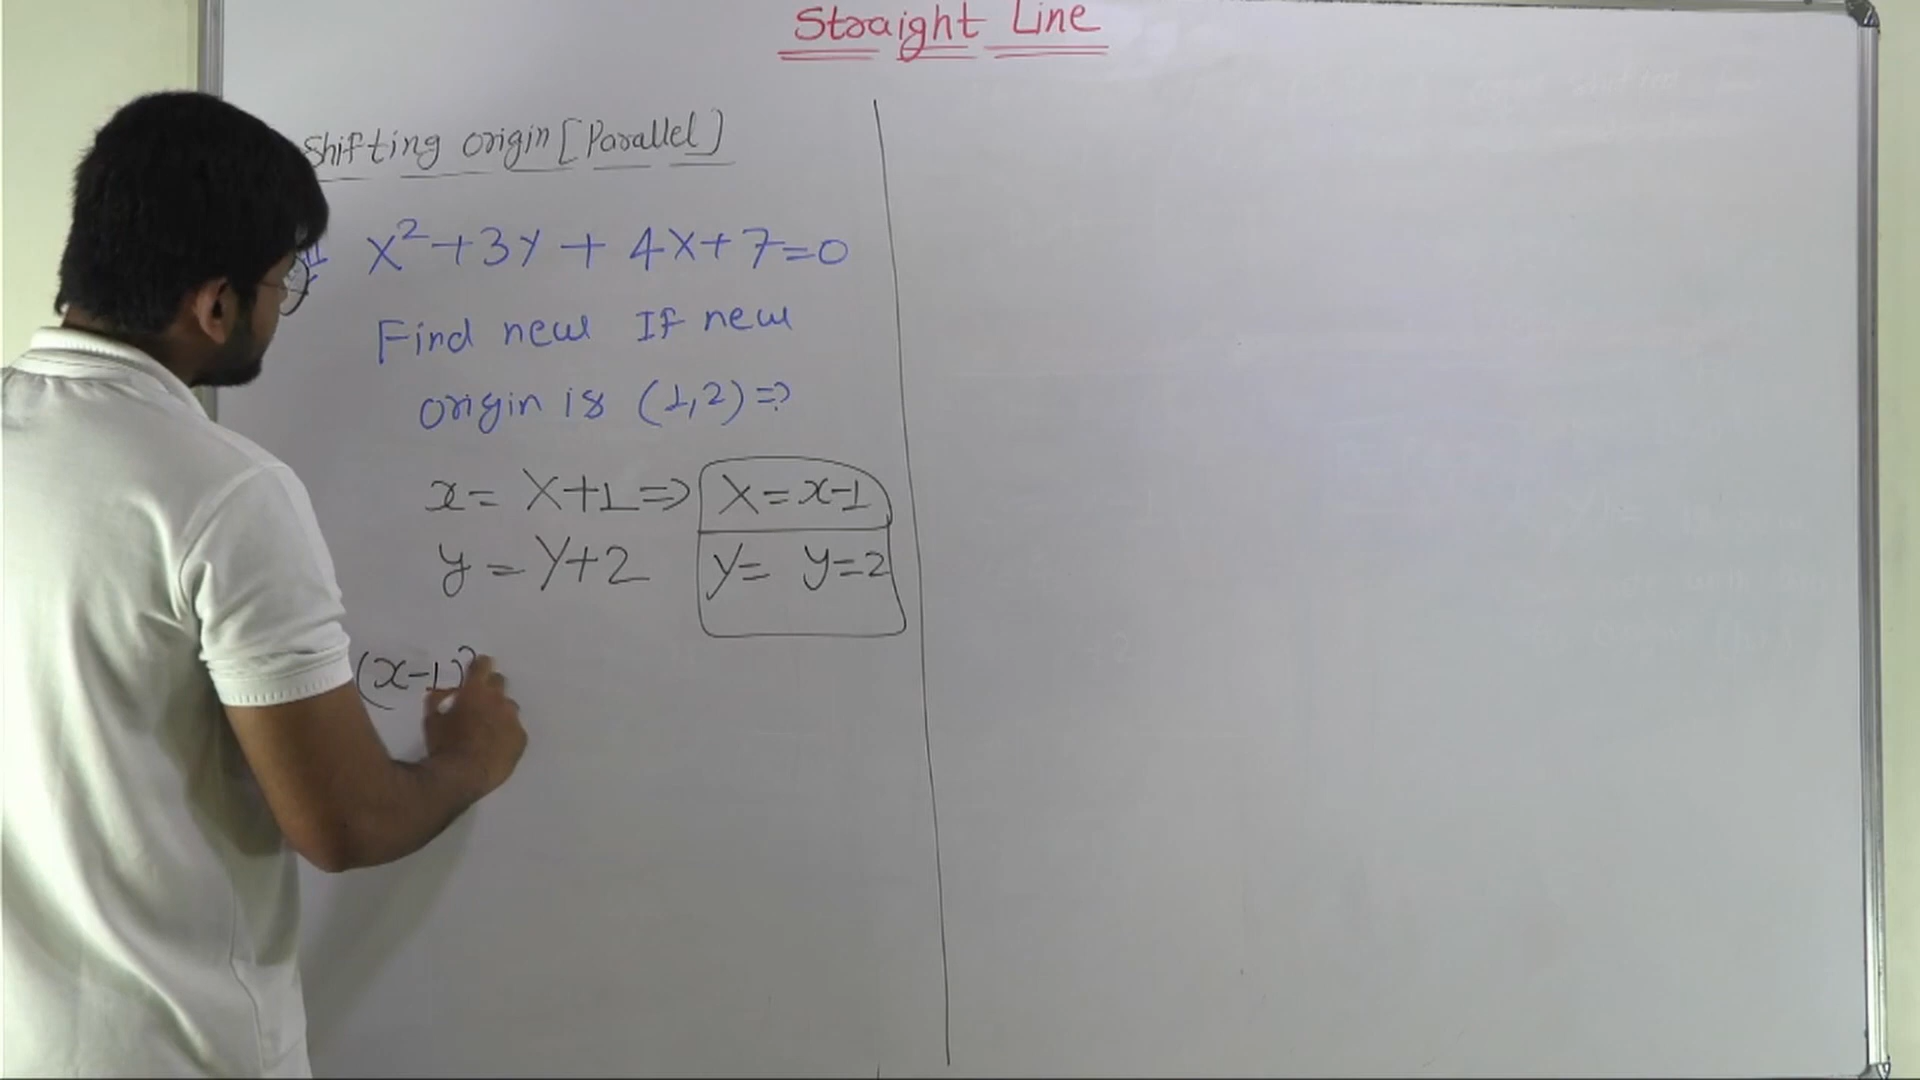 Straight Line
Shifting origin [Parallel]
X²+3Y+4X+7=0
Find new If new
origin is (1,2)=?
x = X+1 => X=x-1
y = Y+2 Y= y=2
(x-1)²